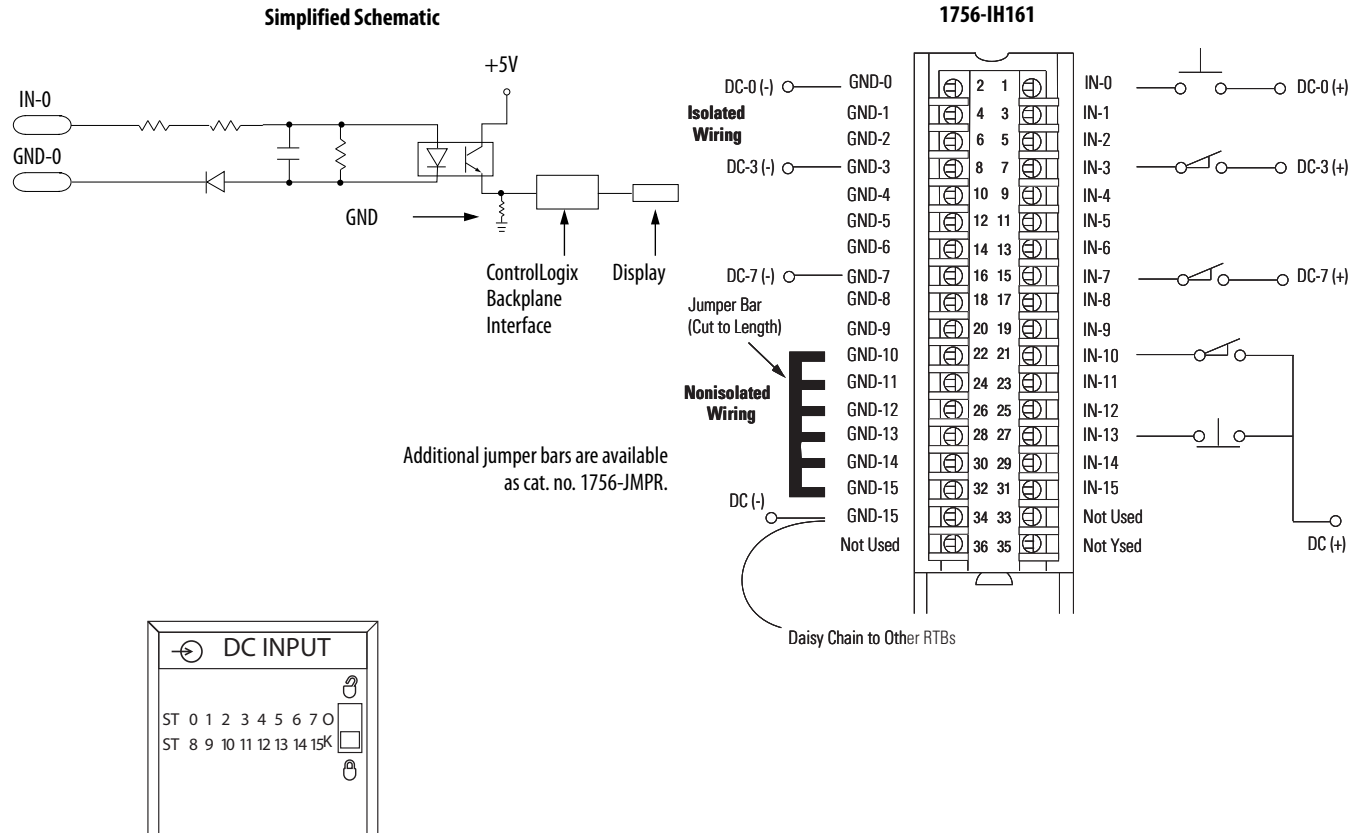 Simplified Schematic
+5V
IN-0
GND-0
GND
ControlLogix
Backplane
Interface
Display
Additional jumper bars are available
as cat. no. 1756-JMPR.
1756-IH161
DC-0 (-) GND-0 2 1 IN-0 DC-0 (+)
Isolated
Wiring
GND-1 4 3 IN-1
GND-2 6 5 IN-2
DC-3 (-) GND-3 8 7 IN-3 DC-3 (+)
GND-4 10 9 IN-4
GND-5 12 11 IN-5
GND-6 14 13 IN-6
DC-7 (-) GND-7 16 15 IN-7 DC-7 (+)
GND-8 18 17 IN-8
Jumper Bar
(Cut to Length)
GND-9 20 19 IN-9
GND-10 22 21 IN-10
GND-11 24 23 IN-11
Nonisolated
Wiring
GND-12 26 25 IN-12
GND-13 28 27 IN-13
GND-14 30 29 IN-14
GND-15 32 31 IN-15
DC (-) GND-15 34 33 Not Used
Not Used 36 35 Not Ysed DC (+)
Daisy Chain to Other RTBs
DC INPUT
ST 0 1 2 3 4 5 6 7 O
ST 8 9 10 11 12 13 14 15 K